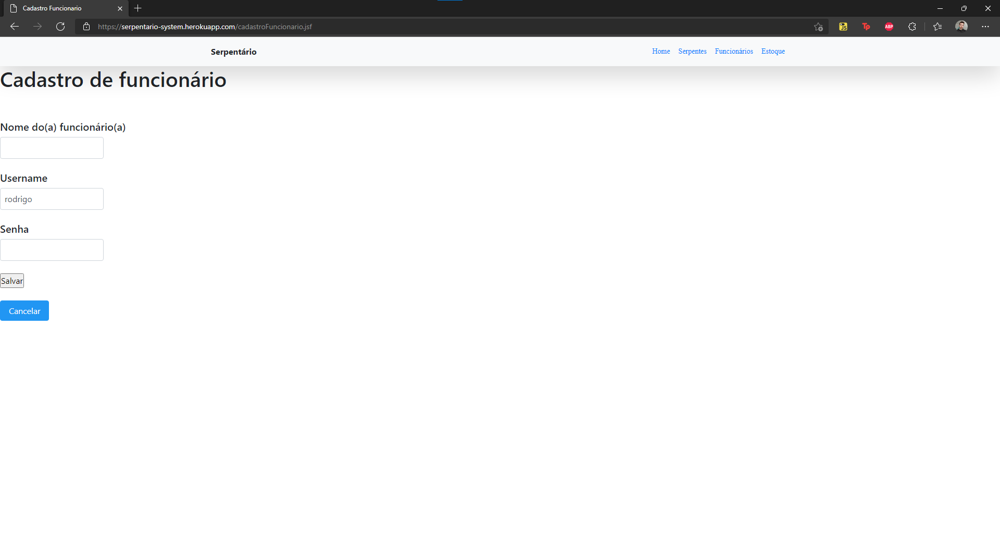 Cadastro Funcionario
https://serpentario-system.herokuapp.com/cadastroFuncionario.jsf
JS
Tp
ABP
Serpentário
Home Serpentes Funcionários Estoque
Cadastro de funcionário
Nome do(a) funcionário(a)
Username
rodrigo
Senha
Salvar
Cancelar